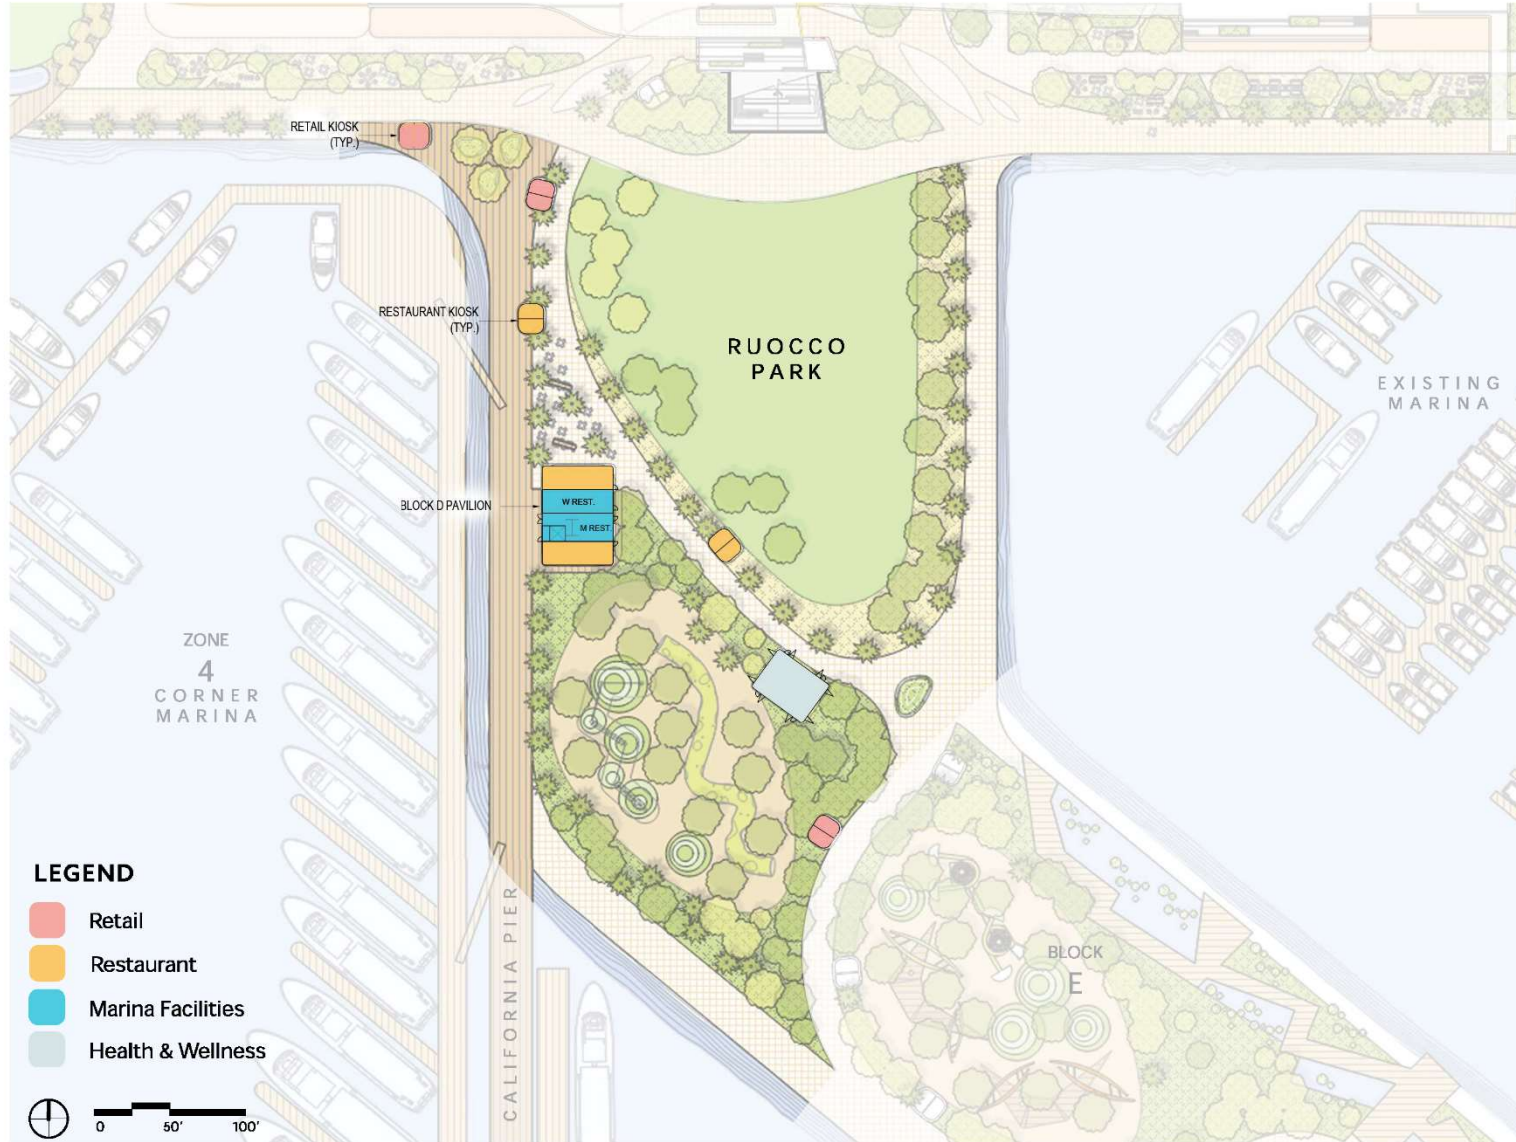 RETAIL KIOSK
(TYP.)
RESTAURANT KIOSK
(TYP.)
RUOCCO
PARK
EXISTING
MARINA
BLOCK D PAVILION
W REST.
M REST.
ZONE
4
CORNER
MARINA
CALIFORNIA PIER
BLOCK
E
LEGEND
Retail
Restaurant
Marina Facilities
Health & Wellness
0 50' 100'